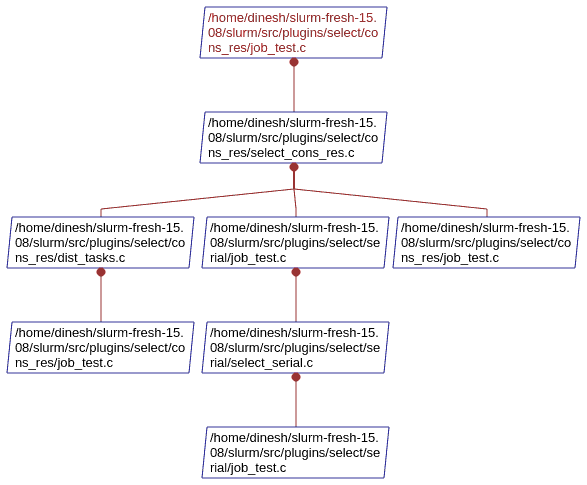 /home/dinesh/slurm-fresh-15.
08/slurm/src/plugins/select/co
ns_res/job_test.c
/home/dinesh/slurm-fresh-15.
08/slurm/src/plugins/select/co
ns_res/select_cons_res.c
/home/dinesh/slurm-fresh-15.
08/slurm/src/plugins/select/co
ns_res/dist_tasks.c
/home/dinesh/slurm-fresh-15.
08/slurm/src/plugins/select/se
rial/job_test.c
/home/dinesh/slurm-fresh-15.
08/slurm/src/plugins/select/co
ns_res/job_test.c
/home/dinesh/slurm-fresh-15.
08/slurm/src/plugins/select/co
ns_res/job_test.c
/home/dinesh/slurm-fresh-15.
08/slurm/src/plugins/select/se
rial/select_serial.c
/home/dinesh/slurm-fresh-15.
08/slurm/src/plugins/select/se
rial/job_test.c